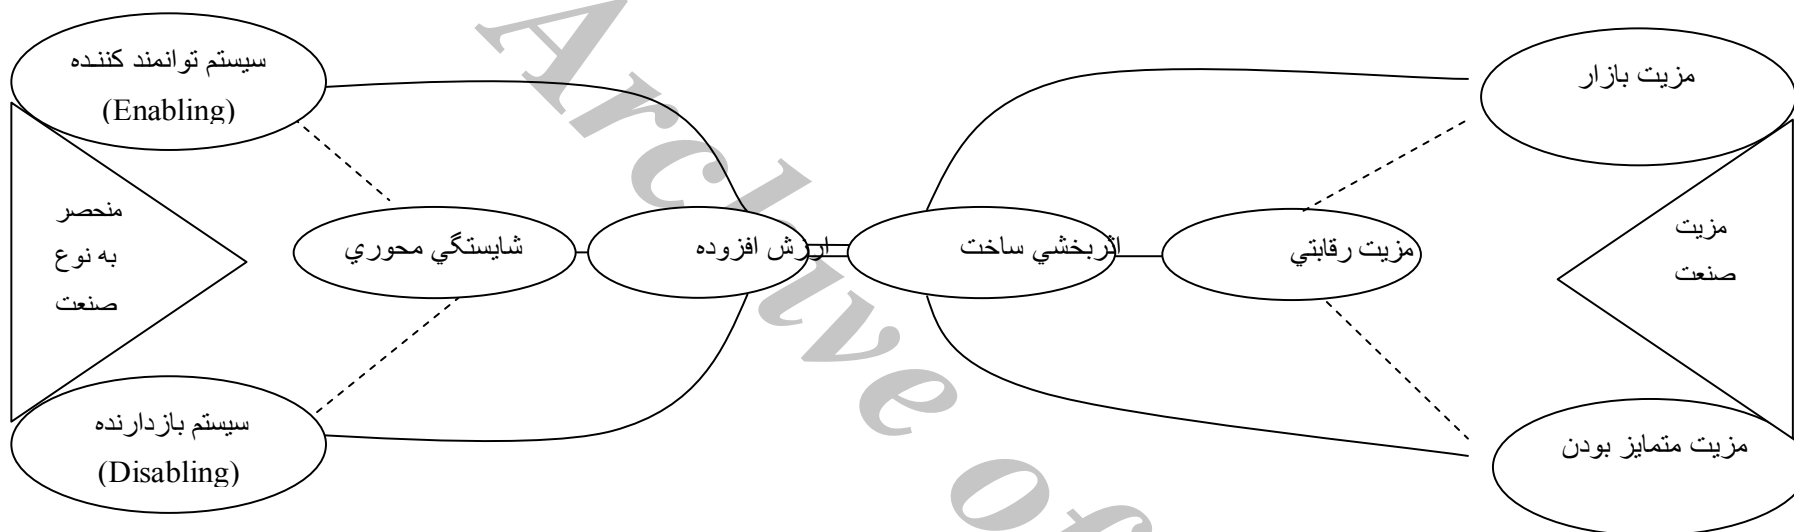 سيستم توانمند كننده
(Enabling)
مزيت بازار
منحصر
به نوع
صنعت
شايستگي محوري
ارزش افزوده
اثربخشي ساخت
مزيت رقابتي
مزيت
صنعت
سيستم بازدارنده
(Disabling)
مزيت متمايز بودن
Archive of